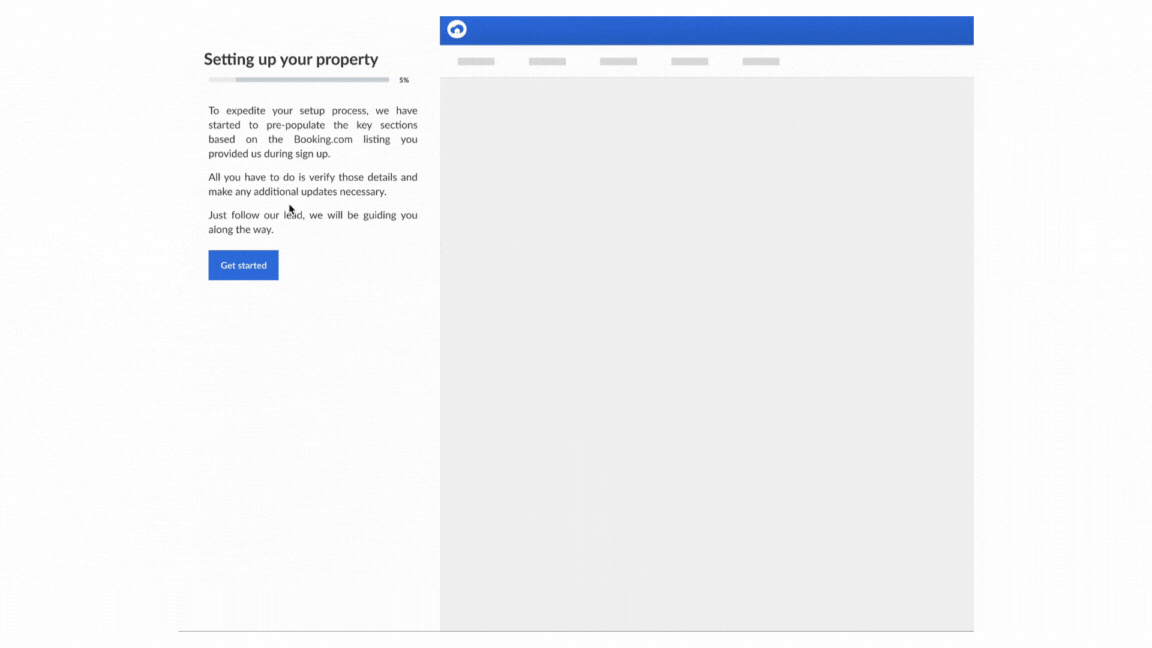 Setting up your property
5%
To expedite your setup process, we have
started to pre-populate the key sections
based on the Booking.com listing you
provided us during sign up.
All you have to do is verify those details and
make any additional updates necessary.
Just follow our lead, we will be guiding you
along the way.
Get started